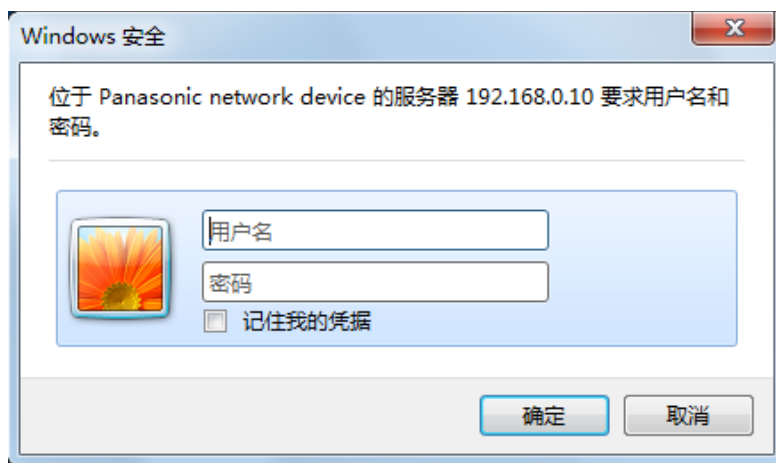 Windows 安全
位于 Panasonic network device 的服务器 192.168.0.10 要求用户名和
密码。
用户名
密码
记住我的凭据
确定 取消